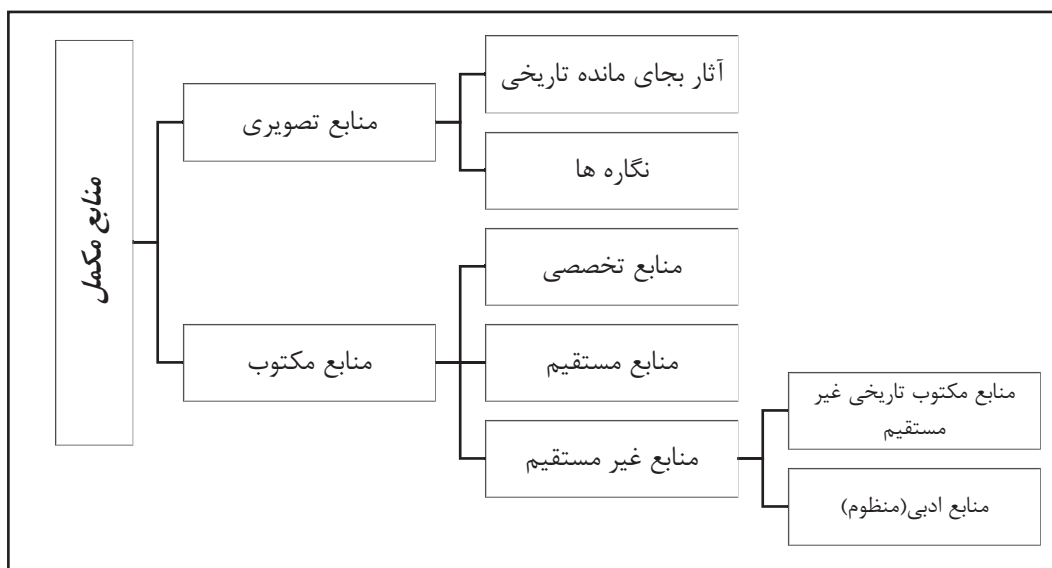 منابع مکمل
منابع تصویری
آثار بجای مانده تاریخی
نگاره ها
منابع مکتوب
منابع تخصصی
منابع مستقیم
منابع غیر مستقیم
منابع مکتوب تاریخی غیر
مستقیم
منابع ادبی(منظوم)